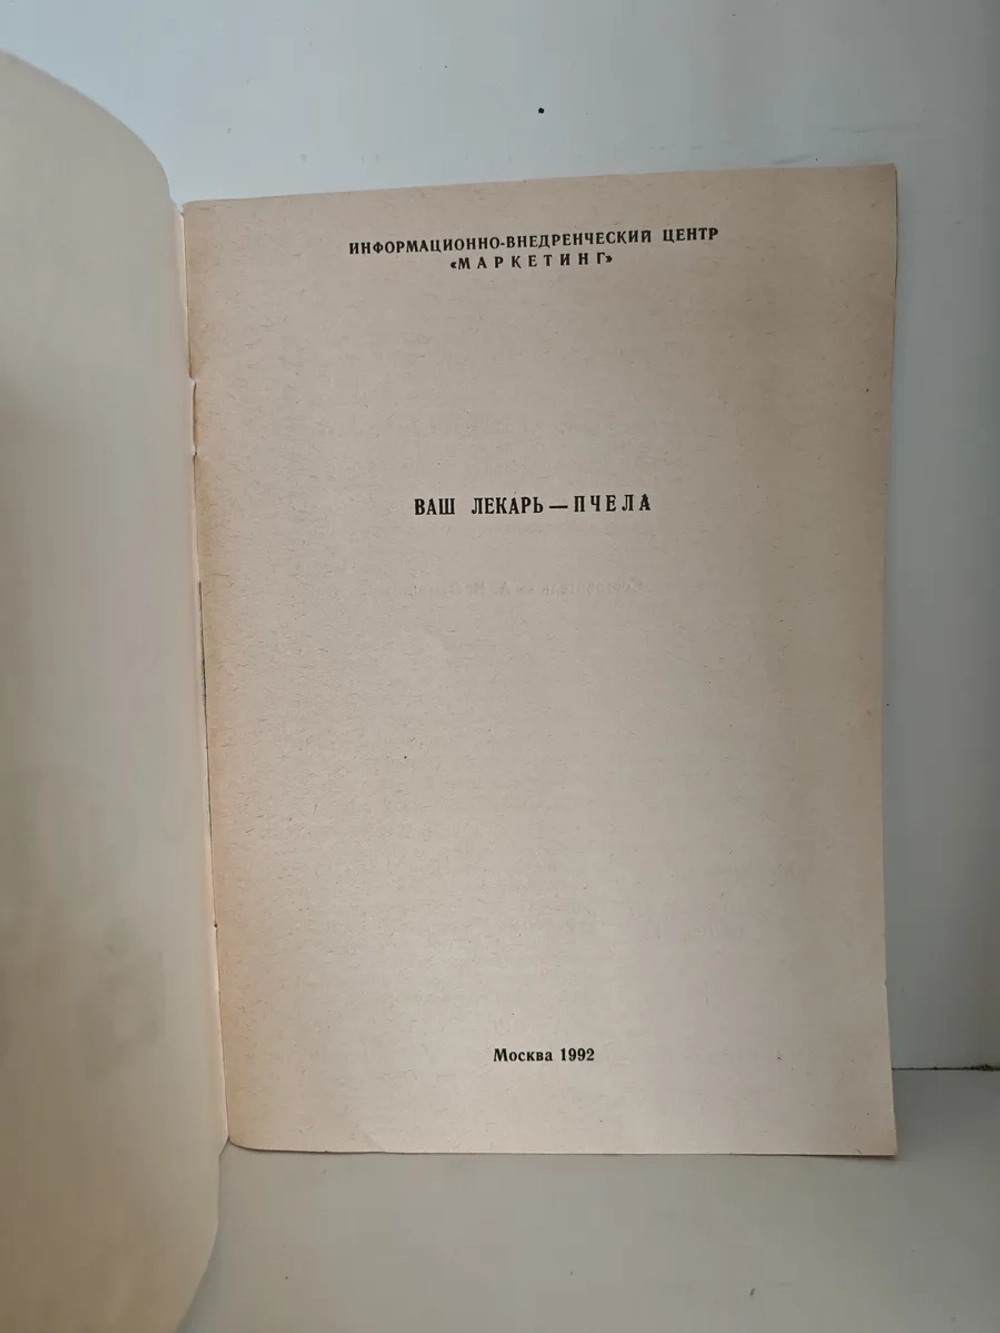 ИНФОРМАЦИОННО-ВНЕДРЕНЧЕСКИЙ ЦЕНТР
«МАРКЕТИНГ»
ВАШ ЛЕКАРЬ — ПЧЕЛА
Москва 1992